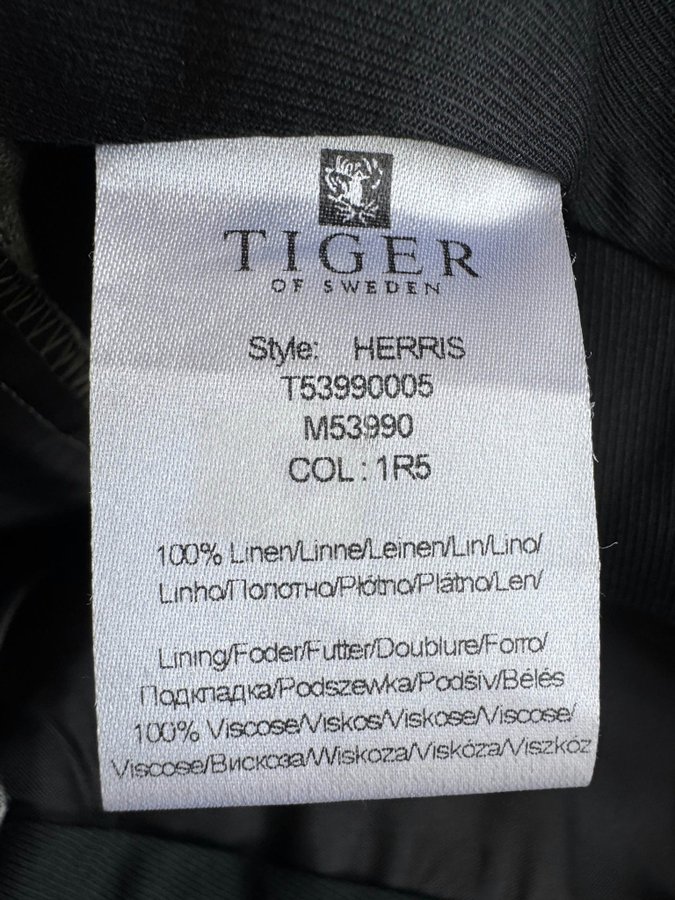 TIGER
OF SWEDEN
Style: HERRIS
T53990005
M53990
COL : 1R5
100% Linen/Linne/Leinen/Lin/Lino/
Linho/Полотно/Płótno/Plátno/Len/
Lining/Foder/Futter/Doublure/Forro/
Подкладка/Podszewka/Podšív/Bélés
100% Viscose/Viskos/Viskose/Viscose/
Viscose/Вискоза/Wiskoza/Viskóza/Viszkóz